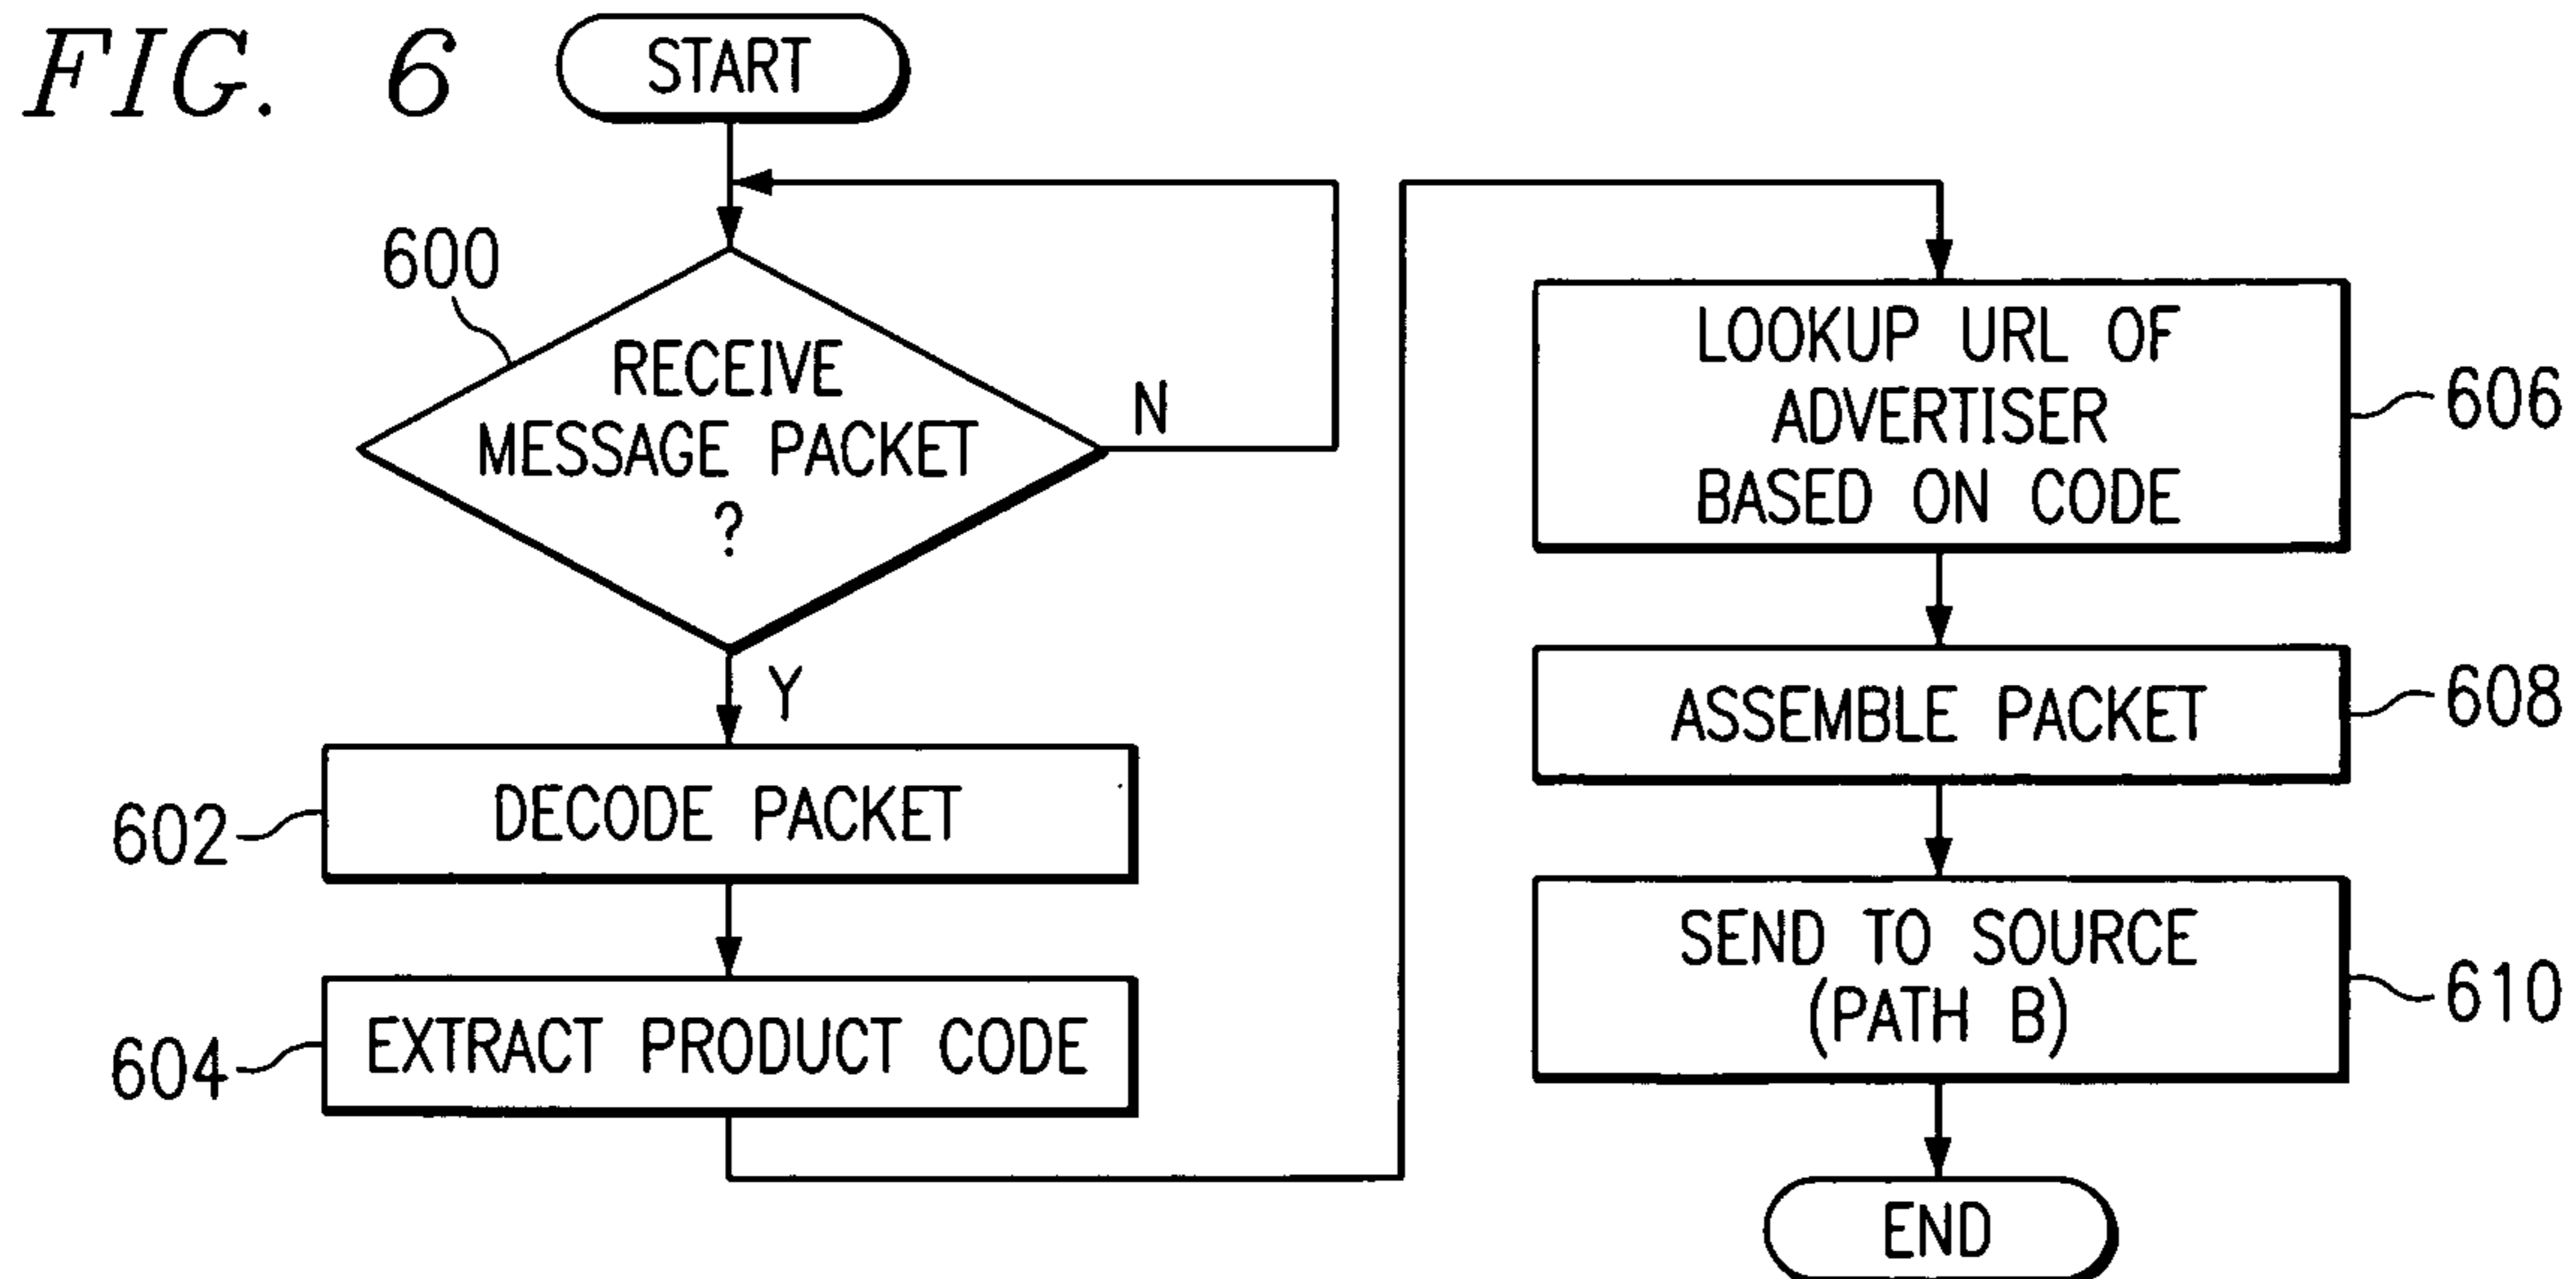 FIG. 6
START
600
RECEIVE
MESSAGE PACKET
?
N
Y
602
DECODE PACKET
604
EXTRACT PRODUCT CODE
LOOKUP URL OF
ADVERTISER
BASED ON CODE
606
ASSEMBLE PACKET
608
SEND TO SOURCE
(PATH B)
610
END